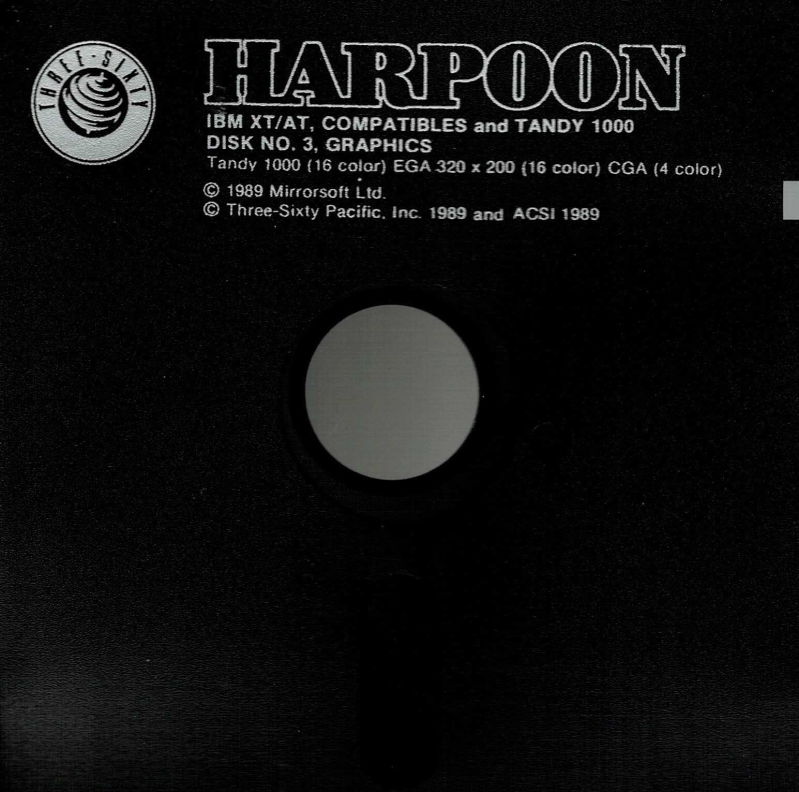 THREE-SIXTY
HARPOON
IBM XT/AT, COMPATIBLES and TANDY 1000
DISK NO. 3, GRAPHICS
Tandy 1000 (16 color) EGA 320 x 200 (16 color) CGA (4 color)
© 1989 Mirrorsoft Ltd.
© Three-Sixty Pacific, Inc. 1989 and ACSI 1989